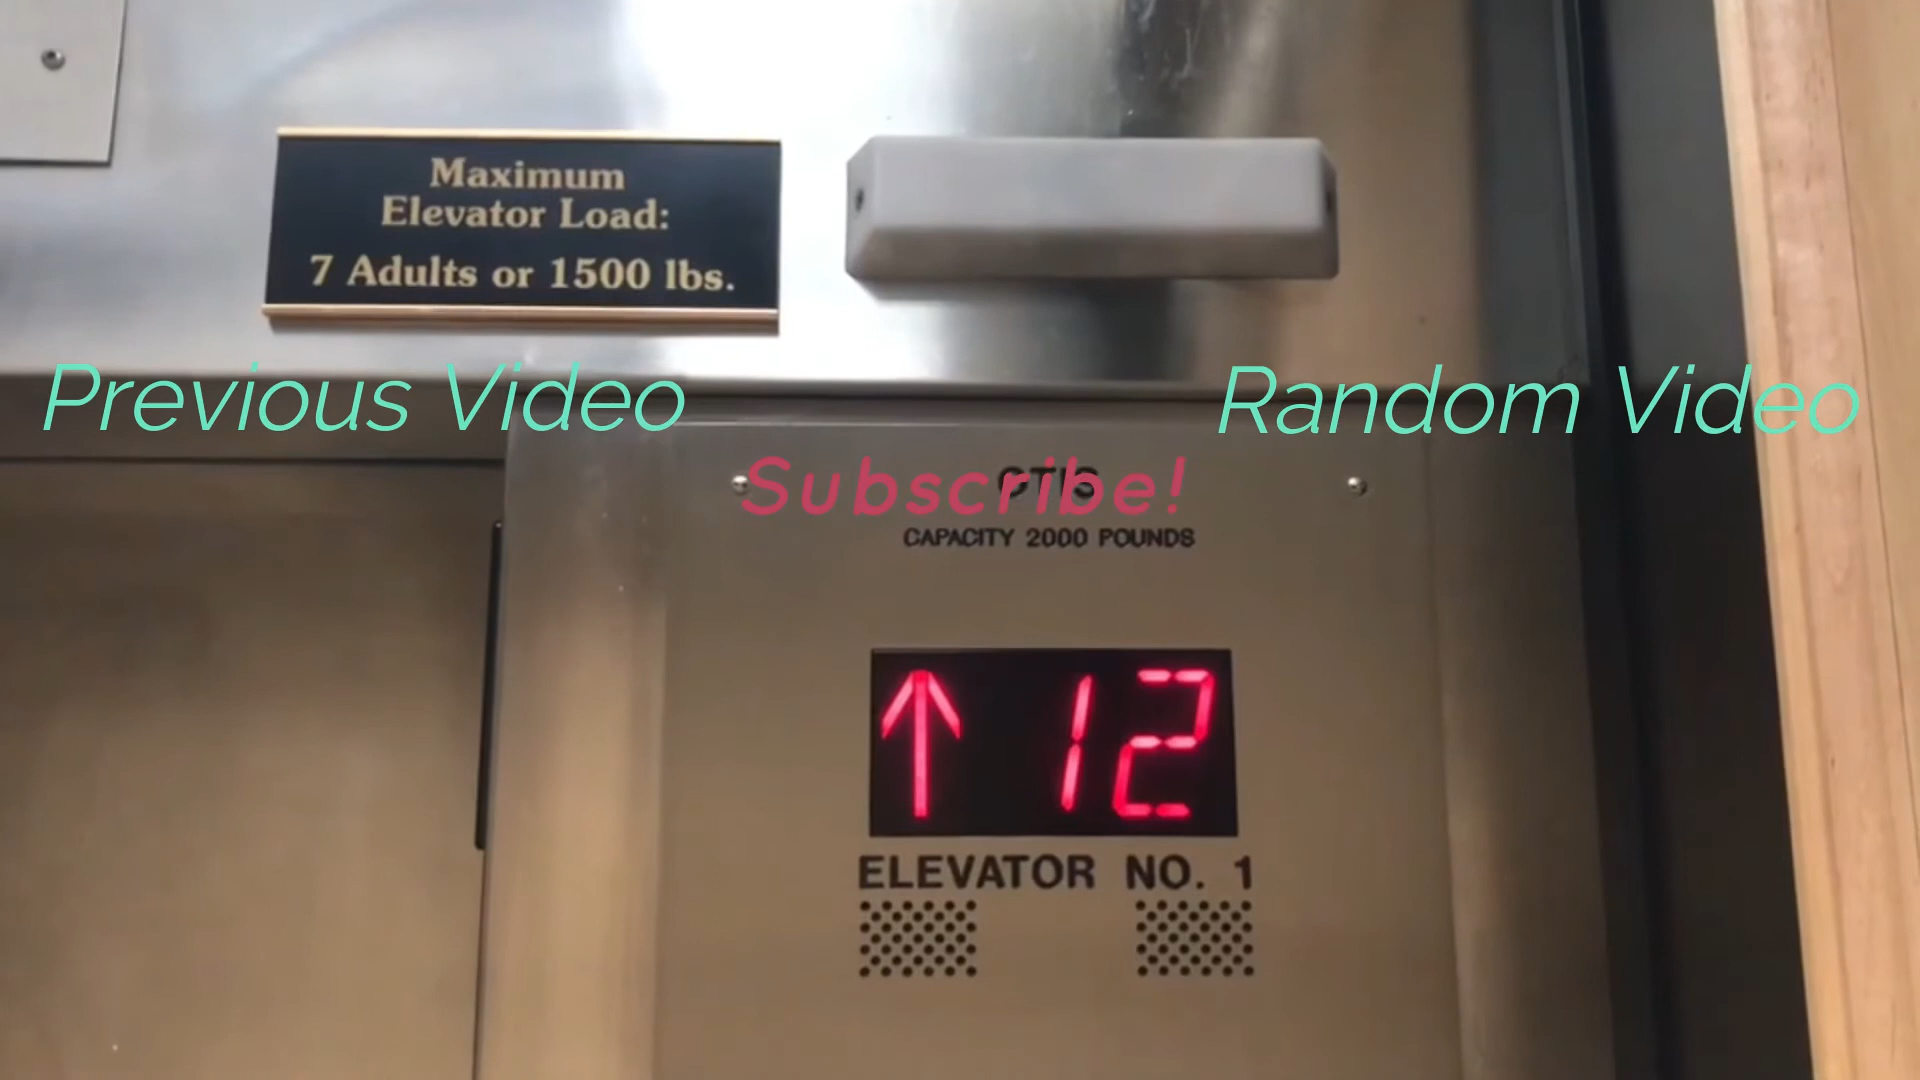 Maximum
Elevator Load:
7 Adults or 1500 lbs.
Previous Video
Random Video
Subscribe!
OTIS
CAPACITY 2000 POUNDS
↑ 12
ELEVATOR NO. 1